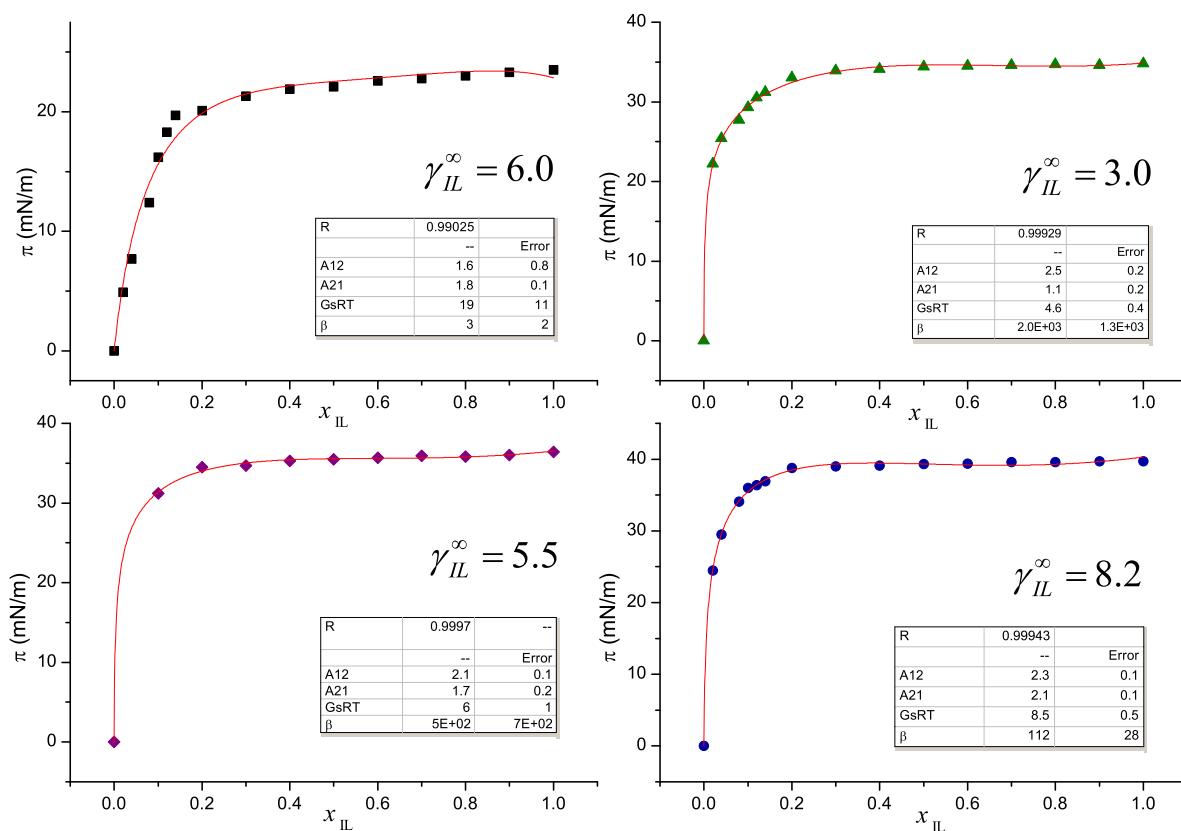 π (mN/m)
20
10
0
0.0 0.2 0.4 0.6 0.8 1.0
x IL
γ∞IL = 6.0
R 0.99025
-- Error
A12 1.6 0.8
A21 1.8 0.1
GsRT 19 11
β 3 2
π (mN/m)
40
30
20
10
0
0.0 0.2 0.4 0.6 0.8 1.0
x IL
γ∞IL = 3.0
R 0.99929
-- Error
A12 2.5 0.2
A21 1.1 0.2
GsRT 4.6 0.4
β 2.0E+03 1.3E+03
π (mN/m)
40
30
20
10
0
0.0 0.2 0.4 0.6 0.8 1.0
x IL
γ∞IL = 5.5
R 0.9997 --
-- Error
A12 2.1 0.1
A21 1.7 0.2
GsRT 6 1
β 5E+02 7E+02
π (mN/m)
40
30
20
10
0
0.0 0.2 0.4 0.6 0.8 1.0
x IL
γ∞IL = 8.2
R 0.99943
-- Error
A12 2.3 0.1
A21 2.1 0.1
GsRT 8.5 0.5
β 112 28